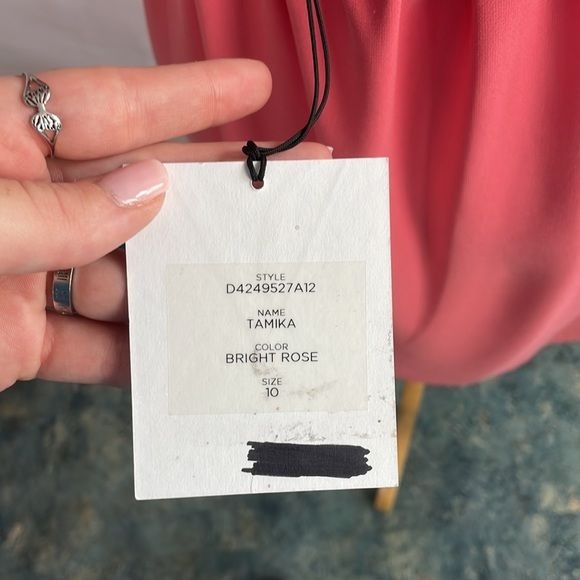 STYLE
D4249527A12
NAME
TAMIKA
COLOR
BRIGHT ROSE
SIZE
10